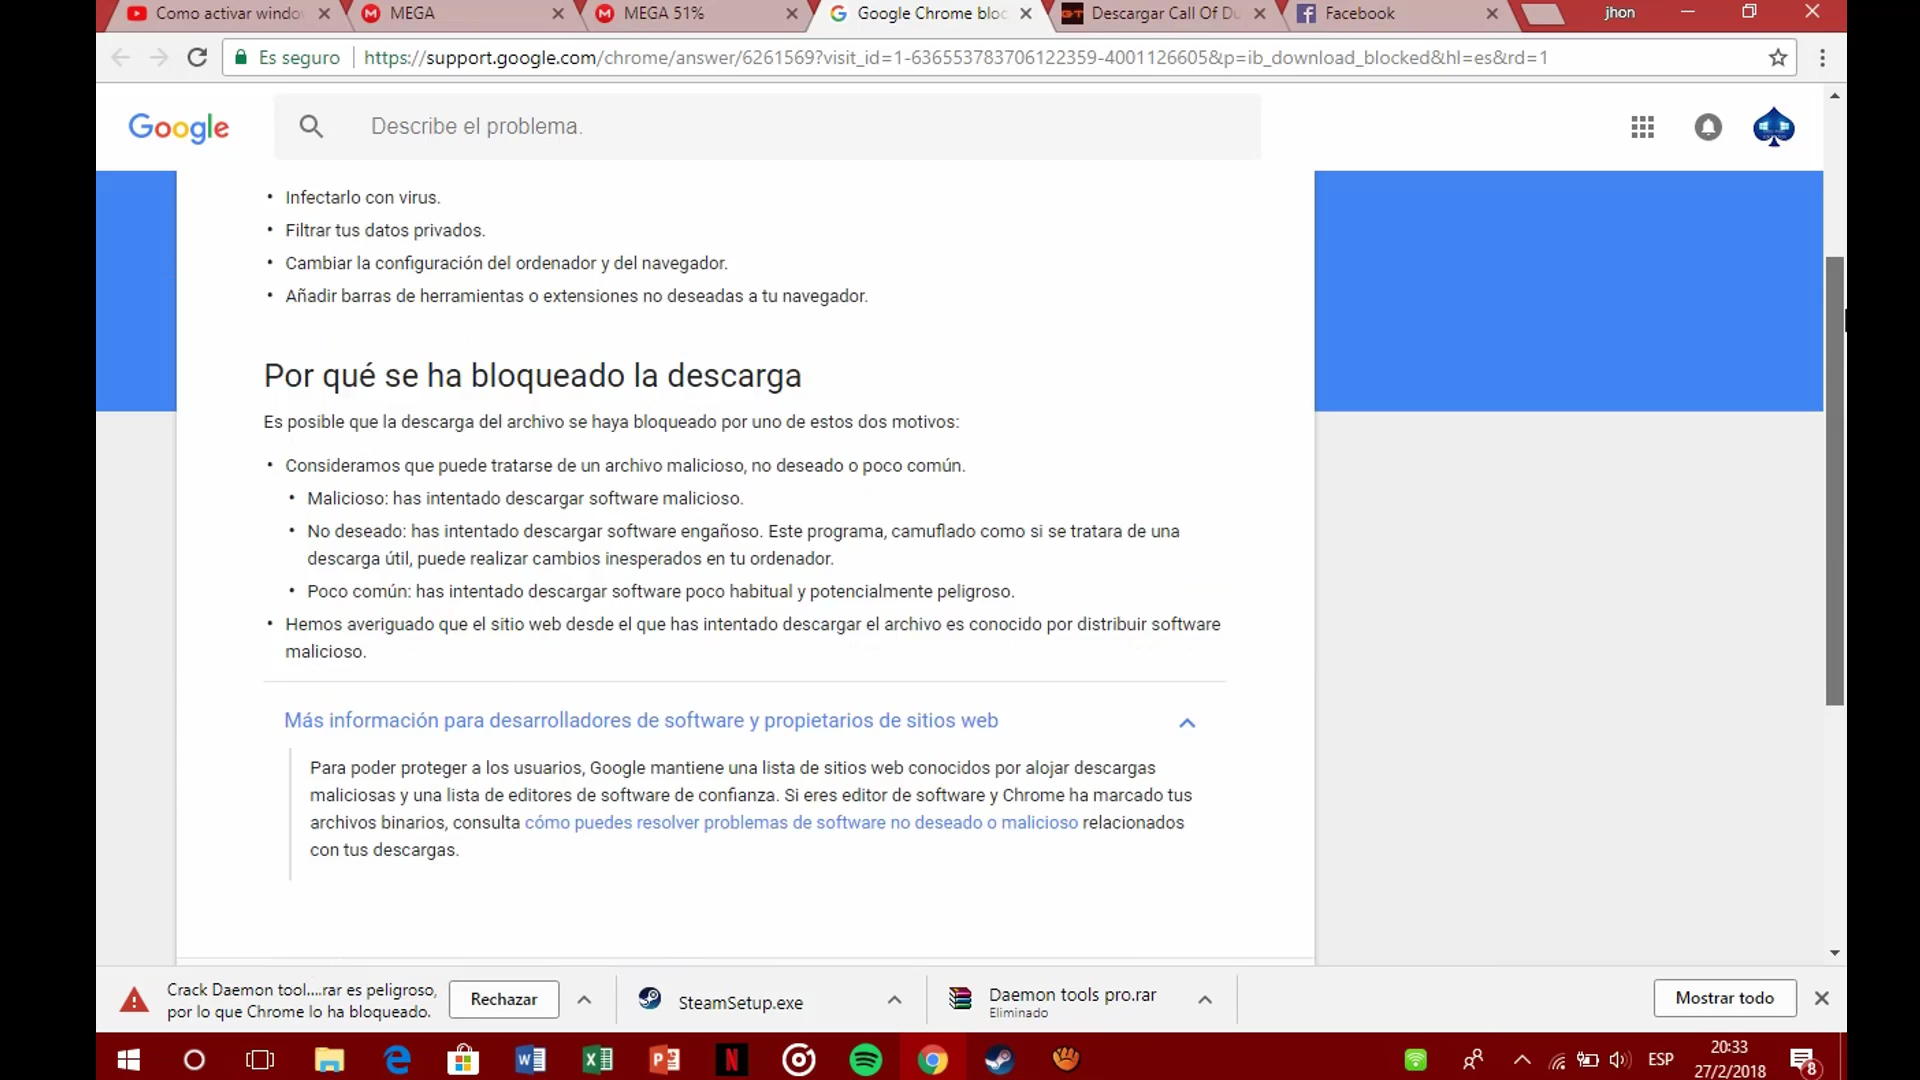 Como activar windo
MEGA
MEGA 51%
Google Chrome bloc
Descargar Call Of Du
Facebook
jhon
Es seguro
https://support.google.com/chrome/answer/6261569?visit_id=1-636553783706122359-4001126605&p=ib_download_blocked&hl=es&rd=1
Google
Describe el problema.
• Infectarlo con virus.
• Filtrar tus datos privados.
• Cambiar la configuración del ordenador y del navegador.
• Añadir barras de herramientas o extensiones no deseadas a tu navegador.
Por qué se ha bloqueado la descarga
Es posible que la descarga del archivo se haya bloqueado por uno de estos dos motivos:
• Consideramos que puede tratarse de un archivo malicioso, no deseado o poco común.
• Malicioso: has intentado descargar software malicioso.
• No deseado: has intentado descargar software engañoso. Este programa, camuflado como si se tratara de una
descarga útil, puede realizar cambios inesperados en tu ordenador.
• Poco común: has intentado descargar software poco habitual y potencialmente peligroso.
• Hemos averiguado que el sitio web desde el que has intentado descargar el archivo es conocido por distribuir software
malicioso.
Más información para desarrolladores de software y propietarios de sitios web
Para poder proteger a los usuarios, Google mantiene una lista de sitios web conocidos por alojar descargas
maliciosas y una lista de editores de software de confianza. Si eres editor de software y Chrome ha marcado tus
archivos binarios, consulta cómo puedes resolver problemas de software no deseado o malicioso relacionados
con tus descargas.
Crack Daemon tool....rar es peligroso,
por lo que Chrome lo ha bloqueado.
Rechazar
SteamSetup.exe
Daemon tools pro.rar
Eliminado
Mostrar todo
ESP
20:33
27/2/2018
8